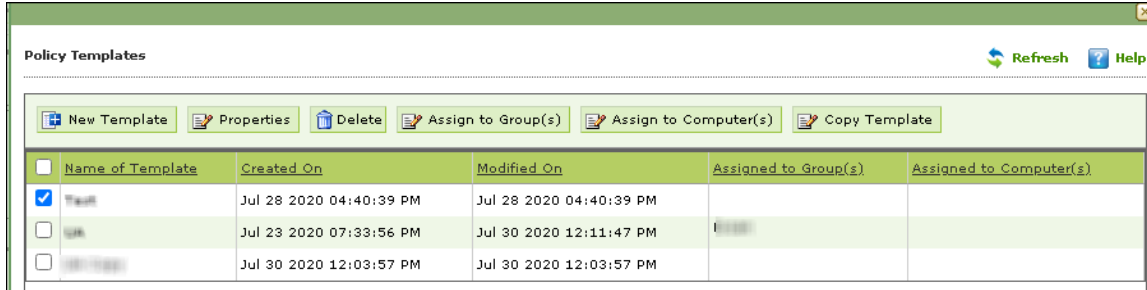 Policy Templates Refresh Help
New Template Properties Delete Assign to Group(s) Assign to Computer(s) Copy Template
Name of Template Created On Modified On Assigned to Group(s) Assigned to Computer(s)
Jul 28 2020 04:40:39 PM Jul 28 2020 04:40:39 PM
Jul 23 2020 07:33:56 PM Jul 30 2020 12:11:47 PM
Jul 30 2020 12:03:57 PM Jul 30 2020 12:03:57 PM